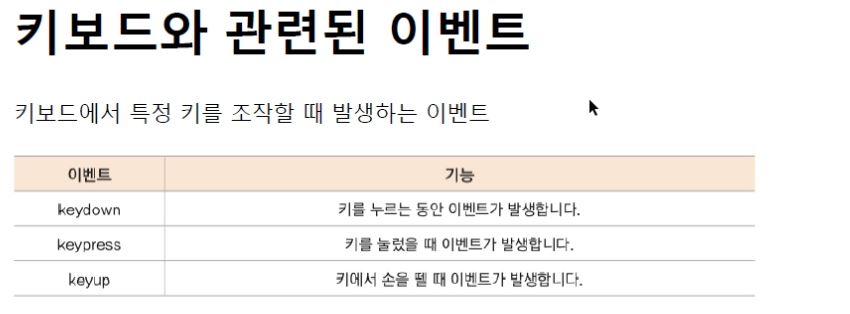 키보드와 관련된 이벤트
키보드에서 특정 키를 조작할 때 발생하는 이벤트
이벤트 기능
keydown 키를 누르는 동안 이벤트가 발생합니다.
keypress 키를 눌렀을 때 이벤트가 발생합니다.
keyup 키에서 손을 뗄 때 이벤트가 발생합니다.